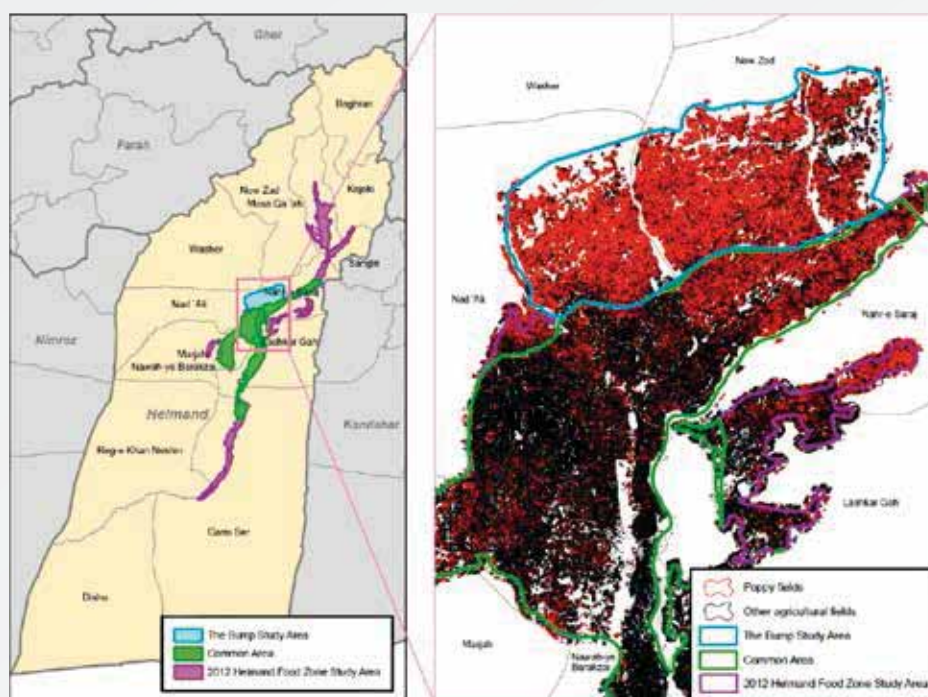 Ghor
Baghran
Farah
Now Zad
Musa Qa'lah
Kajaki
Washer
Sangin
Nad 'Ali
Lashkar Gah
Marjah
Nawah-ye Barakzai
Nimroz
Helmand
Kandahar
Reg-e Khan Neshin
Garm Ser
Dishu
The Bump Study Area
Common Area
2012 Helmand Food Zone Study Area
Now Zad
Washer
Nad 'Ali
Nahr-e Saraj
Lashkar Gah
Marjah
Nawah-ye
Barakzai
Poppy fields
Other agricultural fields
The Bump Study Area
Common Area
2012 Helmand Food Zone Study Area